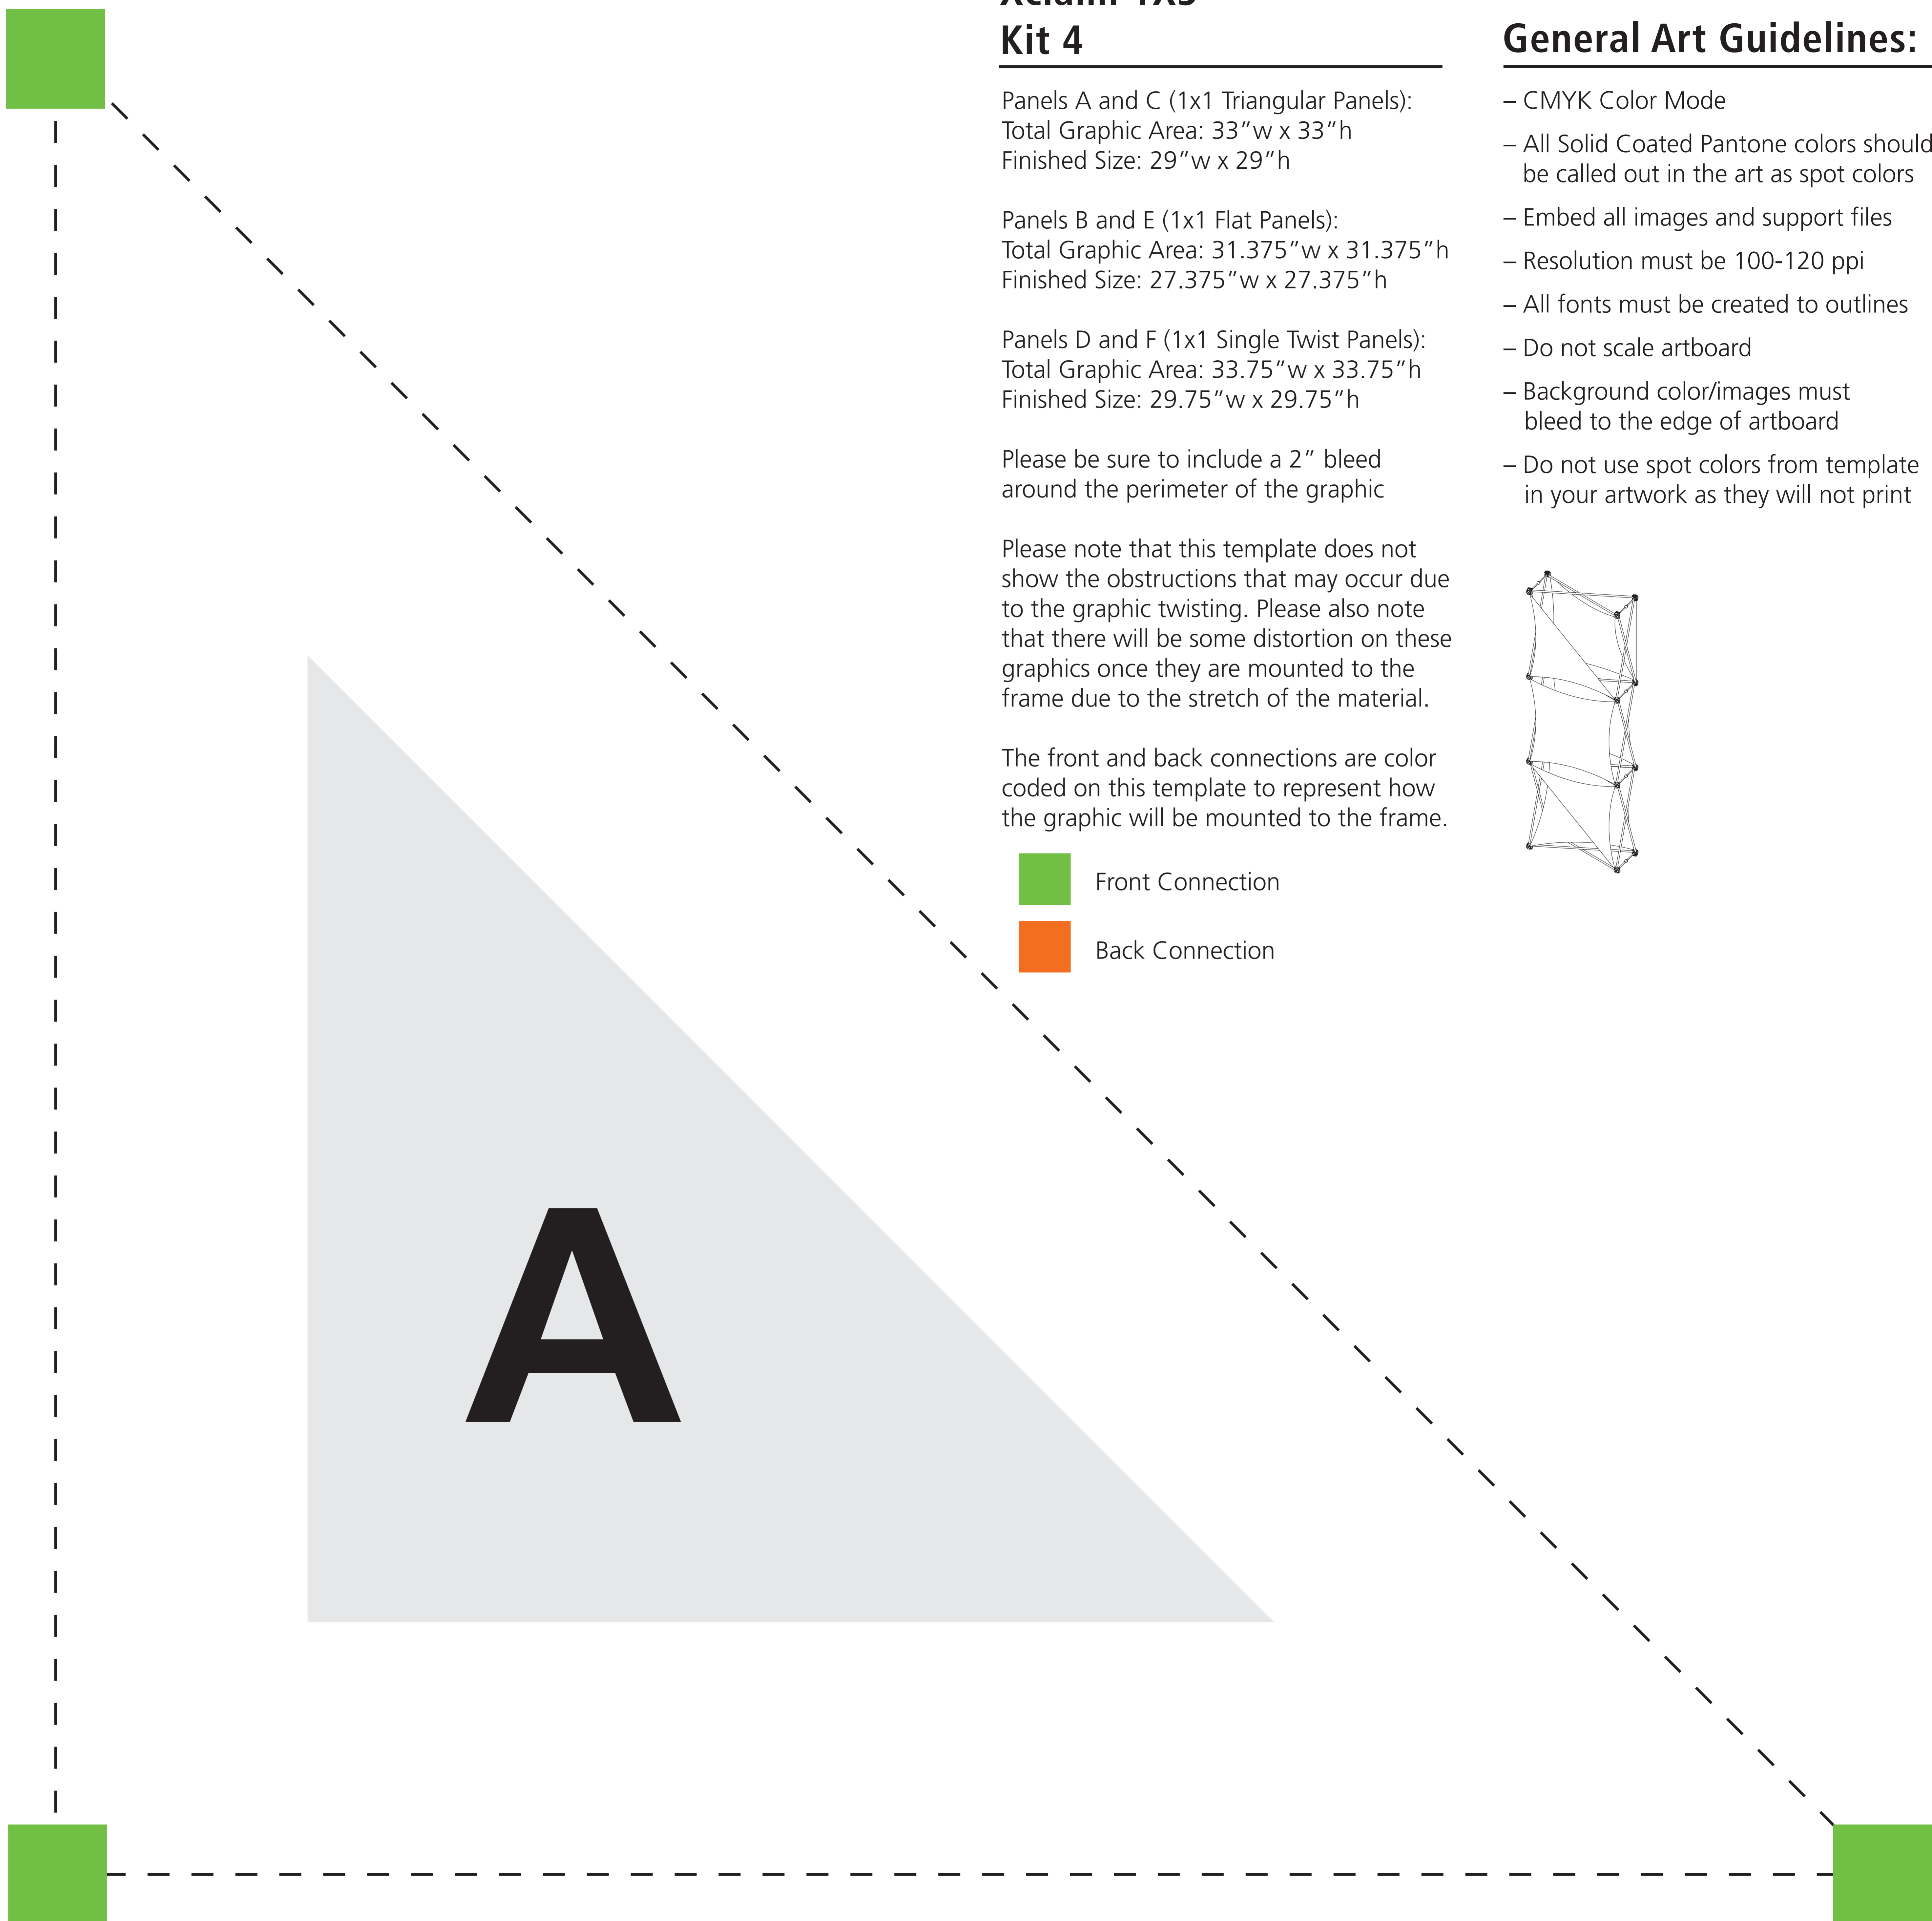 Kit 4
Panels A and C (1x1 Triangular Panels):
Total Graphic Area: 33”w x 33”h
Finished Size: 29”w x 29”h
Panels B and E (1x1 Flat Panels):
Total Graphic Area: 31.375”w x 31.375”h
Finished Size: 27.375”w x 27.375”h
Panels D and F (1x1 Single Twist Panels):
Total Graphic Area: 33.75”w x 33.75”h
Finished Size: 29.75”w x 29.75”h
Please be sure to include a 2” bleed
around the perimeter of the graphic
Please note that this template does not
show the obstructions that may occur due
to the graphic twisting. Please also note
that there will be some distortion on these
graphics once they are mounted to the
frame due to the stretch of the material.
The front and back connections are color
coded on this template to represent how
the graphic will be mounted to the frame.
Front Connection
Back Connection
General Art Guidelines:
– CMYK Color Mode
– All Solid Coated Pantone colors should
be called out in the art as spot colors
– Embed all images and support files
– Resolution must be 100-120 ppi
– All fonts must be created to outlines
– Do not scale artboard
– Background color/images must
bleed to the edge of artboard
– Do not use spot colors from template
in your artwork as they will not print
A